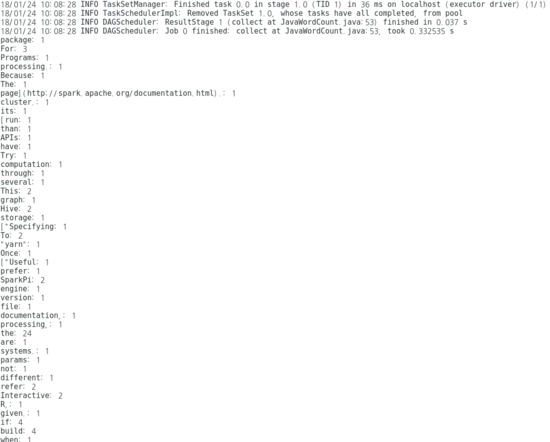 18/01/24 10:08:28 INFO TaskSetManager: Finished task 0.0 in stage 1.0 (TID 1) in 36 ms on localhost (executor driver) (1/1)
18/01/24 10:08:28 INFO TaskSchedulerImpl: Removed TaskSet 1.0, whose tasks have all completed, from pool
18/01/24 10:08:28 INFO DAGScheduler: ResultStage 1 (collect at JavaWordCount.java:53) finished in 0.037 s
18/01/24 10:08:28 INFO DAGScheduler: Job 0 finished: collect at JavaWordCount.java:53, took 0.332535 s
package: 1
For: 3
Programs: 1
processing.: 1
Because: 1
The: 1
page](http://spark.apache.org/documentation.html).: 1
cluster.: 1
its: 1
[run: 1
than: 1
APIs: 1
have: 1
Try: 1
computation: 1
through: 1
several: 1
This: 2
graph: 1
Hive: 2
storage: 1
["Specifying: 1
To: 2
"yarn": 1
Once: 1
["Useful: 1
prefer: 1
SparkPi: 2
engine: 1
version: 1
file: 1
documentation,: 1
processing,: 1
the: 24
are: 1
systems.: 1
params: 1
not: 1
different: 1
refer: 2
Interactive: 2
R,: 1
given.: 1
if: 4
build: 4
when: 1